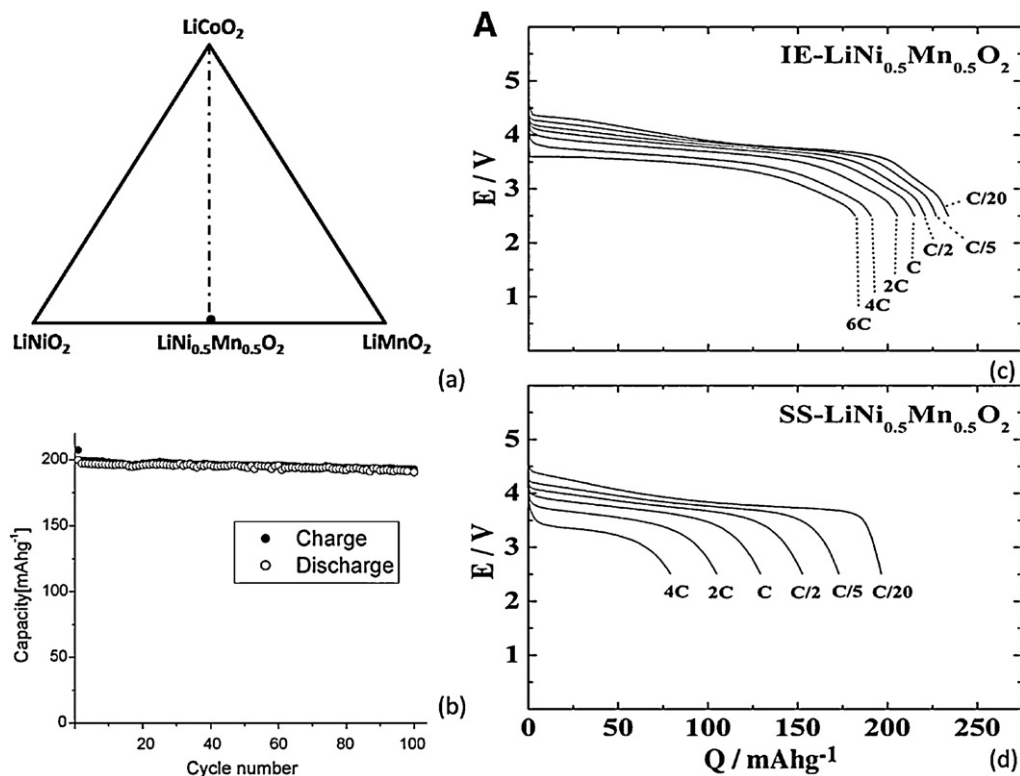 LiCoO₂
LiNiO₂
LiNi₀.₅Mn₀.₅O₂
LiMnO₂
(a)
200
150
100
50
0
Capacity[mAhg⁻¹]
Charge
Discharge
20
40
60
80
100
Cycle number
(b)
A
IE-LiNi₀.₅Mn₀.₅O₂
5
4
3
2
1
E / V
C/20
C/5
C/2
C
2C
4C
6C
(c)
SS-LiNi₀.₅Mn₀.₅O₂
5
4
3
2
1
E / V
4C
2C
C
C/2
C/5
C/20
0
50
100
150
200
250
Q / mAhg⁻¹
(d)